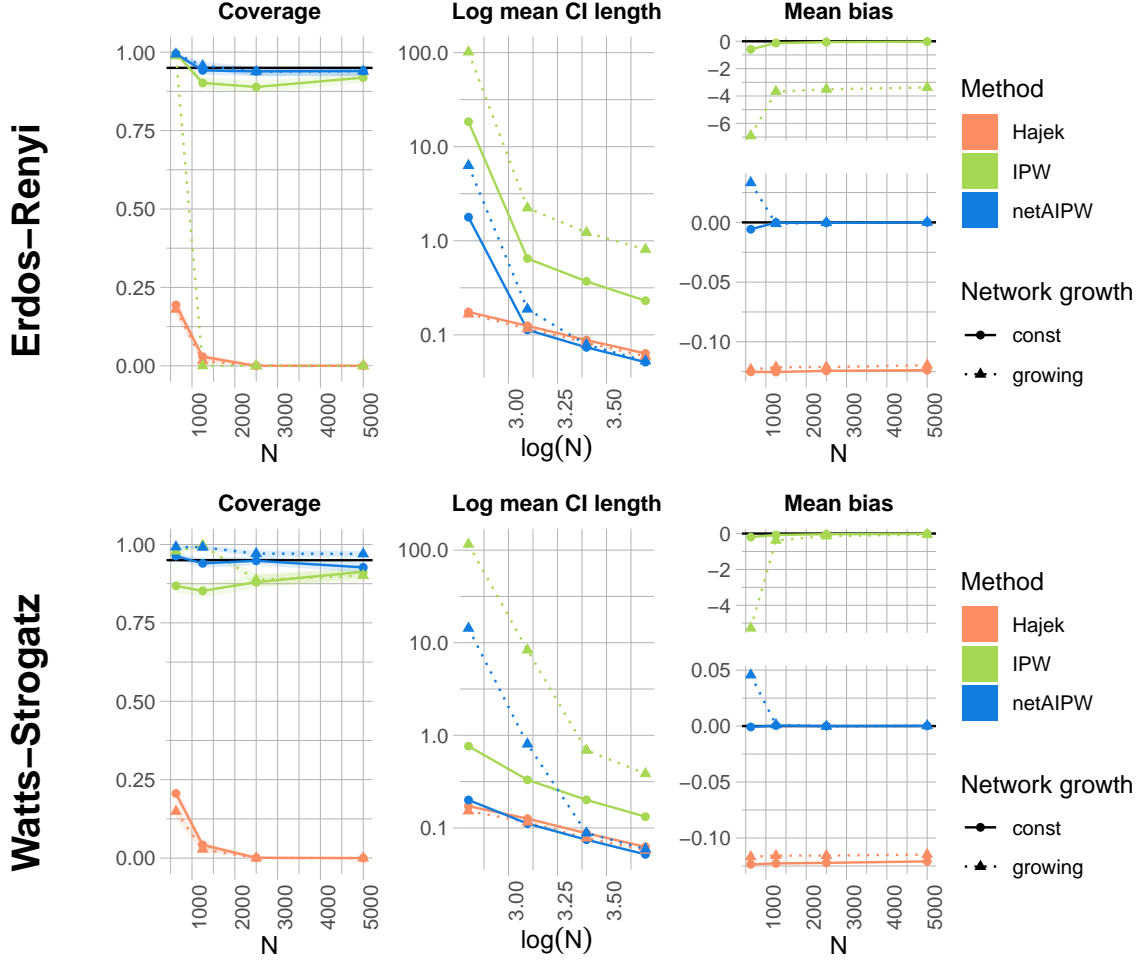 Coverage
Log mean CI length
Mean bias
Erdos−Renyi
1.00
0.75
0.50
0.25
0.00
1000
2000
3000
4000
5000
N
100.0
10.0
1.0
0.1
3.00
3.25
3.50
log(N)
0
−2
−4
−6
0.00
−0.05
−0.10
1000
2000
3000
4000
5000
N
Method
Hajek
IPW
netAIPW
Network growth
const
growing
Coverage
Log mean CI length
Mean bias
Watts−Strogatz
1.00
0.75
0.50
0.25
0.00
1000
2000
3000
4000
5000
N
100.0
10.0
1.0
0.1
3.00
3.25
3.50
log(N)
0
−2
−4
0.05
0.00
−0.05
−0.10
1000
2000
3000
4000
5000
N
Method
Hajek
IPW
netAIPW
Network growth
const
growing